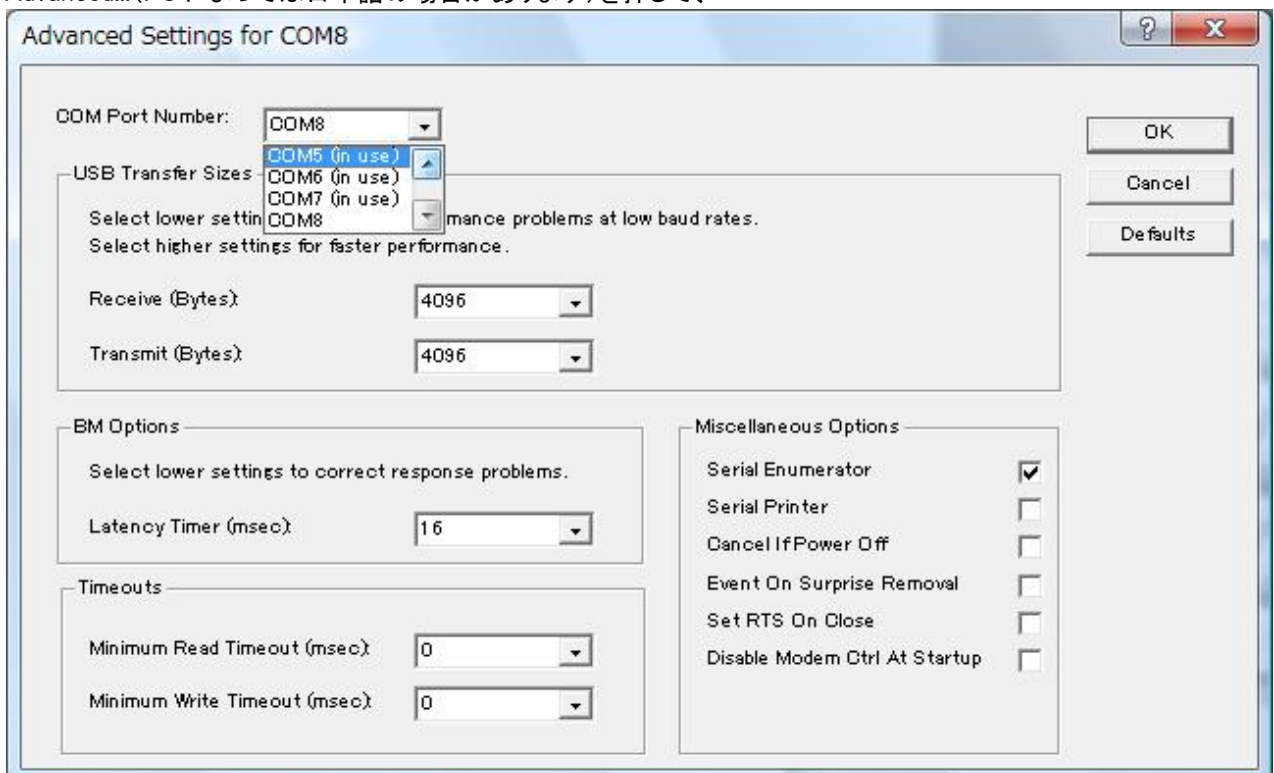 Advanced Settings for COM8
COM Port Number:
COM8
COM5 (in use)
COM6 (in use)
COM7 (in use)
COM8
USB Transfer Sizes
Select lower settin mance problems at low baud rates.
Select higher settings for faster performance.
Receive (Bytes):
4096
Transmit (Bytes):
4096
BM Options
Select lower settings to correct response problems.
Latency Timer (msec):
16
Timeouts
Minimum Read Timeout (msec):
0
Minimum Write Timeout (msec):
0
Miscellaneous Options
Serial Enumerator
Serial Printer
Cancel If Power Off
Event On Surprise Removal
Set RTS On Close
Disable Modem Ctrl At Startup
OK
Cancel
Defaults